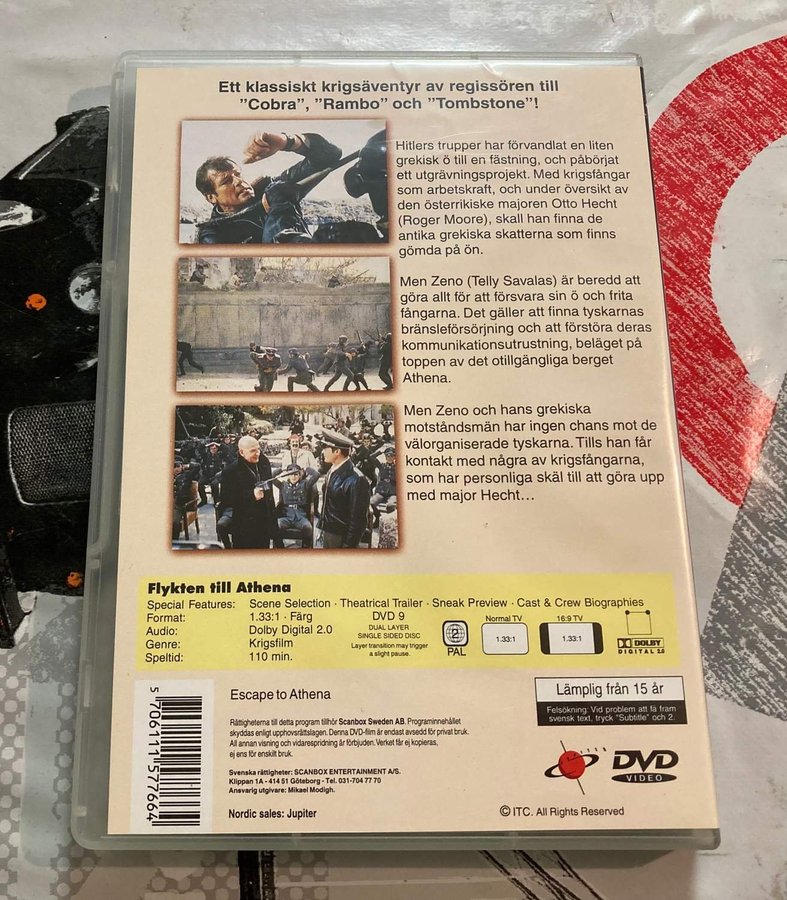 Ett klassiskt krigsäventyr av regissören till
”Cobra”, ”Rambo” och ”Tombstone”!
Hitlers trupper har förvandlat en liten
grekisk ö till en fästning, och påbörjat
ett utgrävningsprojekt. Med krigsfångar
som arbetskraft, och under översikt av
den österrikiske majoren Otto Hecht
(Roger Moore), skall han finna de
antika grekiska skatterna som finns
gömda på ön.
Men Zeno (Telly Savalas) är beredd att
göra allt för att försvara sin ö och frita
fångarna. Det gäller att finna tyskarnas
bränsleförsörjning och att förstöra deras
kommunikationsutrustning, beläget på
toppen av det otillgängliga berget
Athena.
Men Zeno och hans grekiska
motståndsmän har ingen chans mot de
välorganiserade tyskarna. Tills han får
kontakt med några av krigsfångarna,
som har personliga skäl till att göra upp
med major Hecht...
Flykten till Athena
Special Features: Scene Selection · Theatrical Trailer · Sneak Preview · Cast & Crew Biographies
Format: 1.33:1 · Färg
Audio: Dolby Digital 2.0
Genre: Krigsfilm
Speltid: 110 min.
DVD 9
DUAL LAYER
SINGLE SIDED DISC
Layer transition may trigger
a slight pause.
2
PAL
Normal TV
1.33:1
16:9 TV
1.33:1
DOLBY
DIGITAL 2.0
5 706111 577664
Escape to Athena
Lämplig från 15 år
Felsökning: Vid problem att få fram
svensk text, tryck "Subtitle" och 2.
Rättigheterna till detta program tillhör Scanbox Sweden AB. Programinnehållet
skyddas enligt upphovsrättslagen. Denna DVD-film är endast avsedd för privat bruk.
All annan visning och vidarespridning är förbjuden. Verket får ej kopieras,
ej ens för enskilt bruk.
Svenska rättigheter: SCANBOX ENTERTAINMENT A/S.
Klippan 1A - 414 51 Göteborg - Tel. 031-704 77 70
Ansvarig utgivare: Mikael Modigh.
Nordic sales: Jupiter
DVD
VIDEO
© ITC. All Rights Reserved